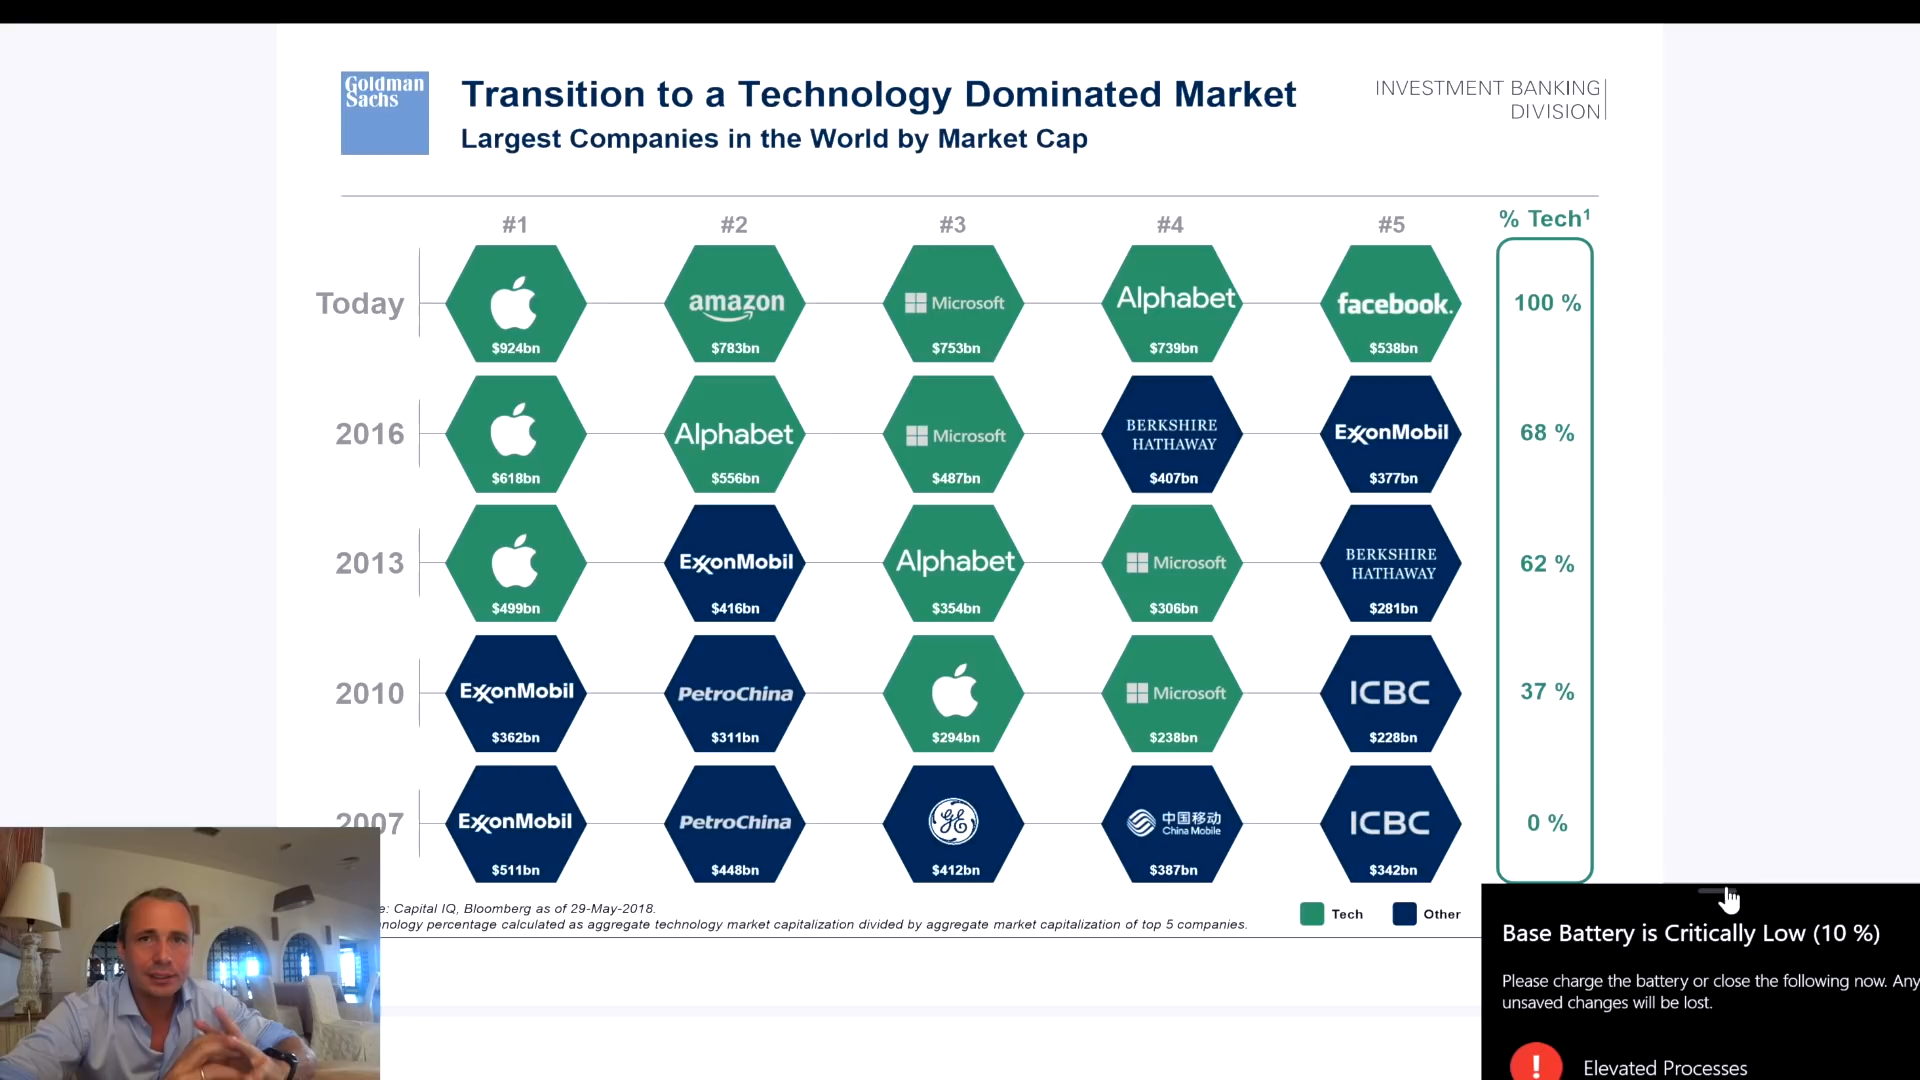 Goldman
Sachs
Transition to a Technology Dominated Market
Largest Companies in the World by Market Cap
INVESTMENT BANKING
DIVISION
#1 #2 #3 #4 #5 % Tech¹
Today
amazon Microsoft Alphabet facebook. 100 %
$924bn $783bn $753bn $739bn $538bn
2016
Alphabet Microsoft BERKSHIRE HATHAWAY ExxonMobil 68 %
$618bn $556bn $487bn $407bn $377bn
2013
ExxonMobil Alphabet Microsoft BERKSHIRE HATHAWAY 62 %
$499bn $416bn $354bn $306bn $281bn
2010
ExxonMobil PetroChina Microsoft ICBC 37 %
$362bn $311bn $294bn $238bn $228bn
2007
ExxonMobil PetroChina GE 中国移动 China Mobile ICBC 0 %
$511bn $448bn $412bn $387bn $342bn
e: Capital IQ, Bloomberg as of 29-May-2018.
nology percentage calculated as aggregate technology market capitalization divided by aggregate market capitalization of top 5 companies.
Tech Other
Base Battery is Critically Low (10 %)
Please charge the battery or close the following now. Any
unsaved changes will be lost.
Elevated Processes